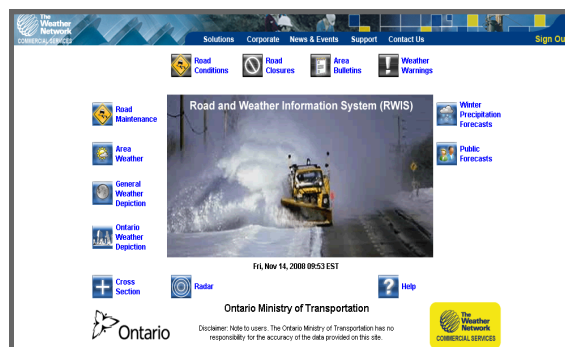 The
Weather
Network
COMMERCIAL SERVICES
Solutions Corporate News & Events Support Contact Us
Sign Ou
Road
Conditions
Road
Closures
Area
Bulletins
Weather
Warnings
Road
Maintenance
Road and Weather Information System (RWIS)
Winter
Precipitation
Forecasts
Area
Weather
Public
Forecasts
General
Weather
Depiction
Ontario
Weather
Depiction
Fri, Nov 14, 2008 09:53 EST
Cross
Section
Radar
Help
Ontario Ministry of Transportation
Ontario
Disclaimer: Note to users. The Ontario Ministry of Transportation has no
responsibility for the accuracy of the data provided on this site.
The
Weather
Network
COMMERCIAL SERVICES